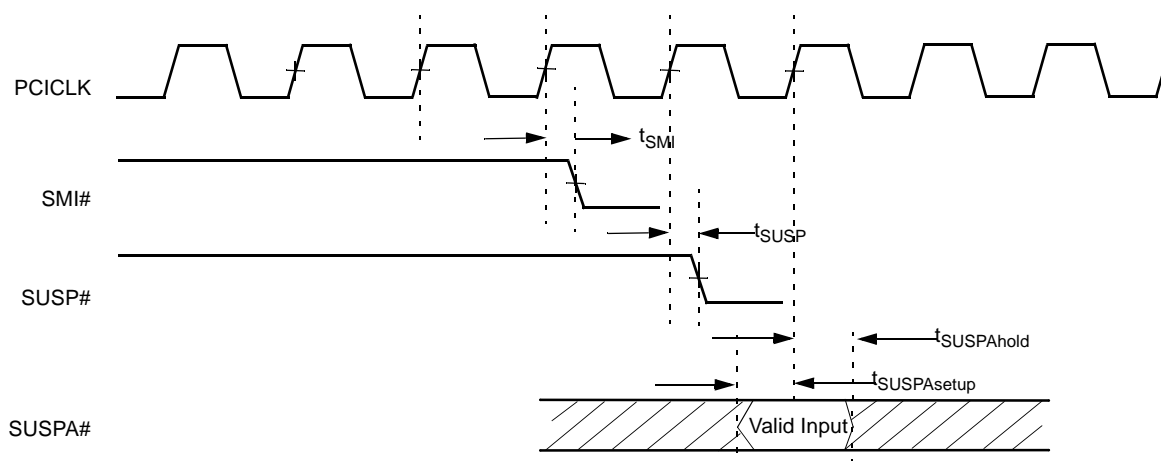 PCICLK
tSMI
SMI#
tSUSP
SUSP#
tSUSPAhold
tSUSPAsetup
SUSPA#
Valid Input